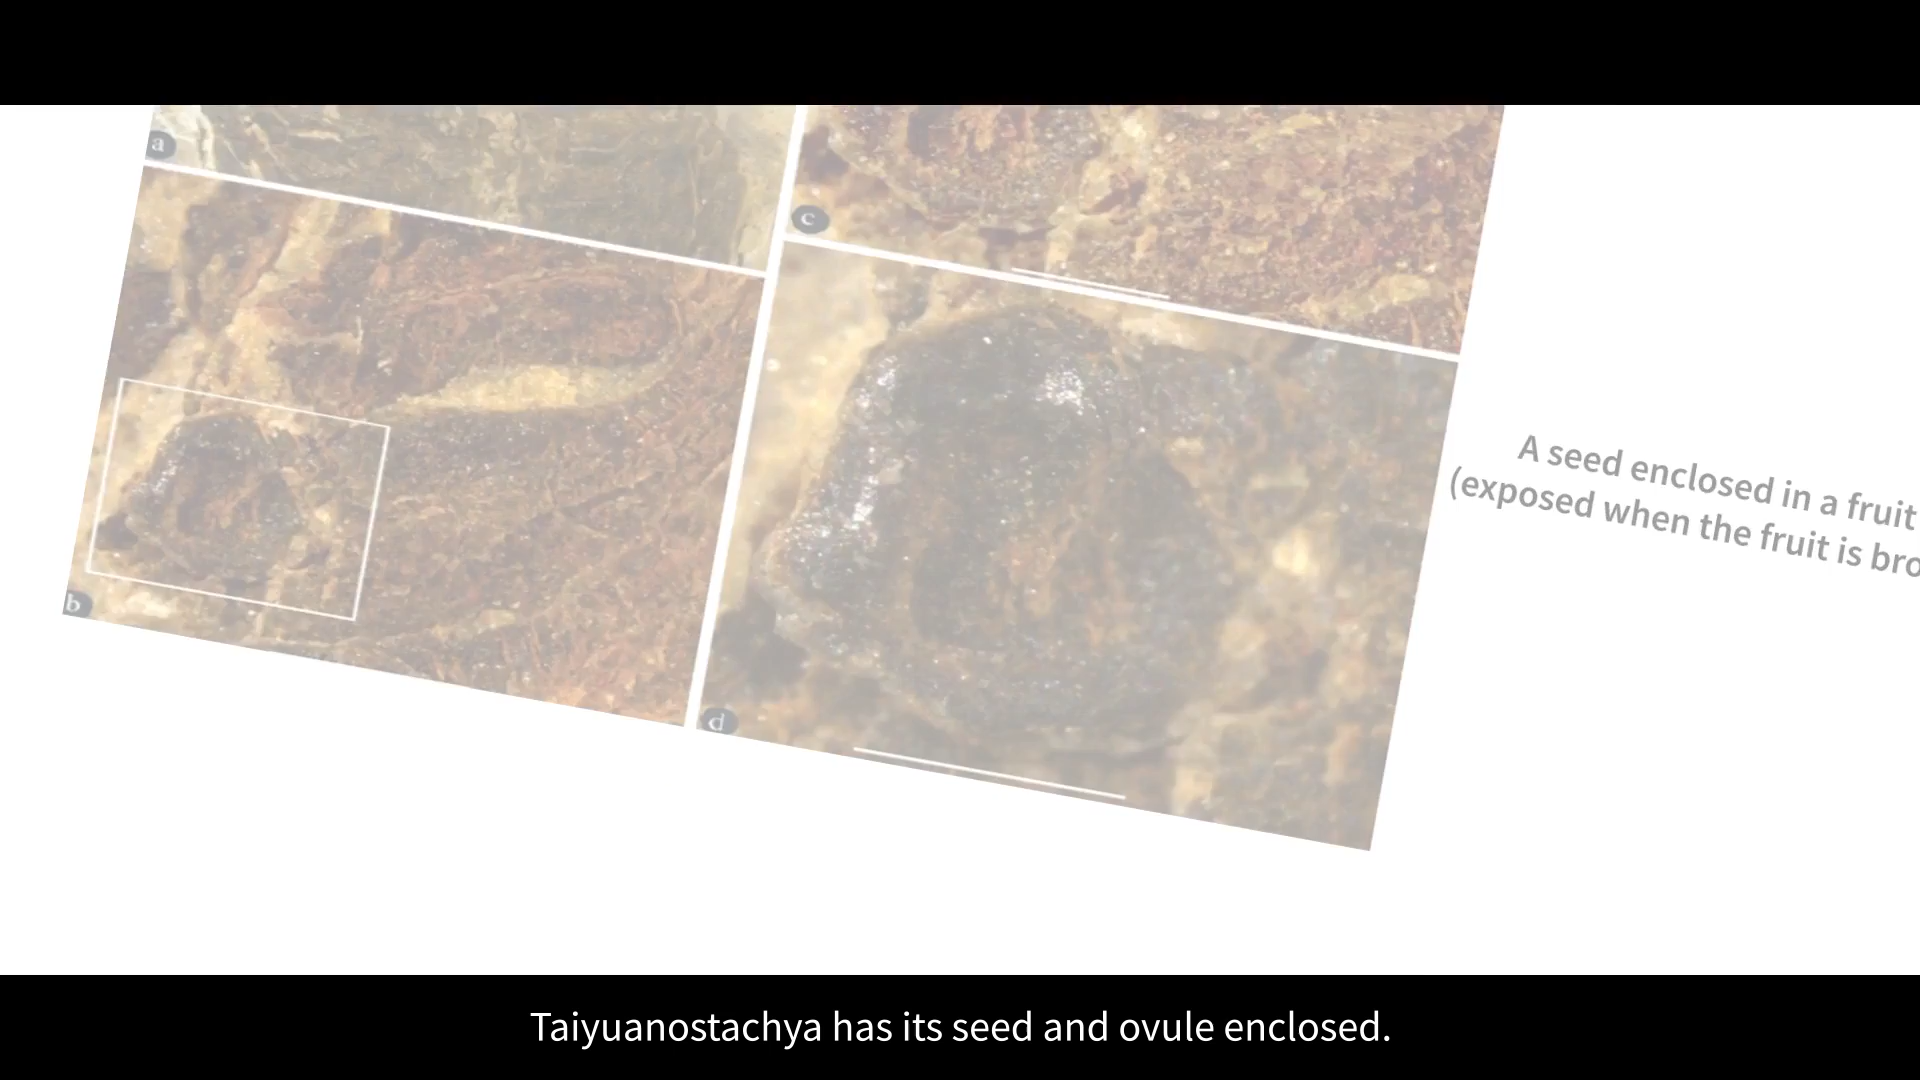 a
c
b
d
A seed enclosed in a fruit
(exposed when the fruit is
Taiyuanostachya has its seed and ovule enclosed.